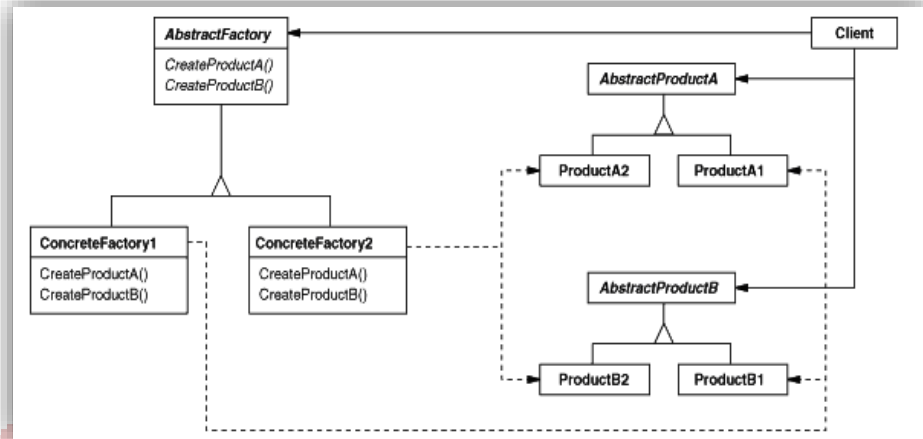 AbstractFactory
CreateProductA()
CreateProductB()
Client
AbstractProductA
ProductA2
ProductA1
ConcreteFactory1
CreateProductA()
CreateProductB()
ConcreteFactory2
CreateProductA()
CreateProductB()
AbstractProductB
ProductB2
ProductB1